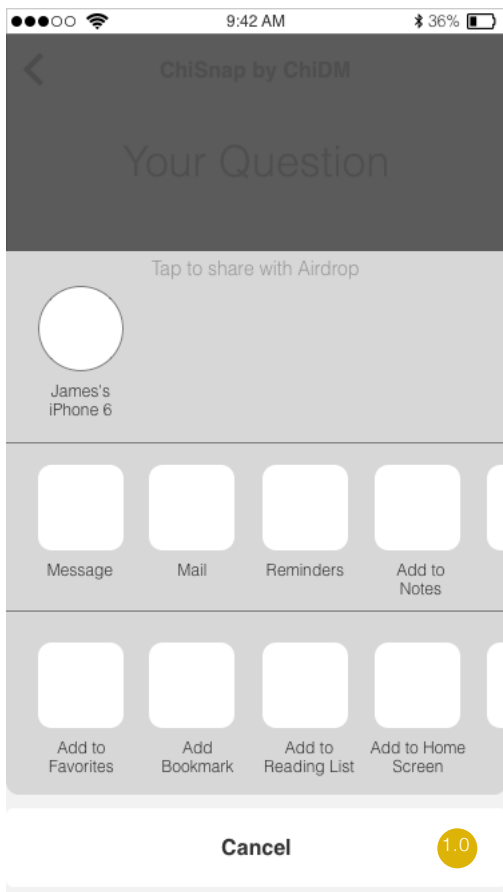 9:42 AM
36%
ChiSnap by ChiDM
Your Question
Tap to share with Airdrop
James's
iPhone 6
Message
Mail
Reminders
Add to
Notes
Add to
Favorites
Add
Bookmark
Add to
Reading List
Add to Home
Screen
Cancel
1.0